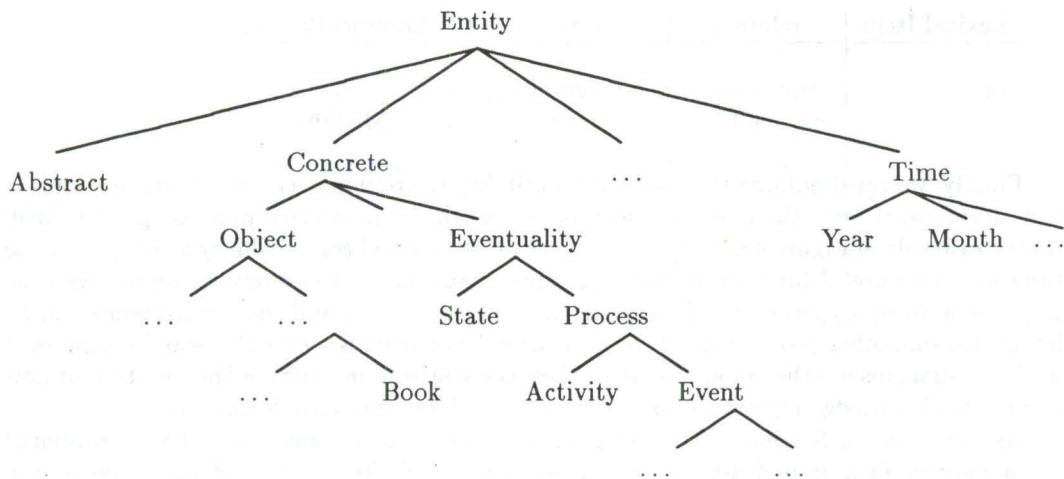 Entity
Abstract Concrete ... Time
Object Eventuality Year Month ...
... ... State Process
... Book Activity Event
... ...